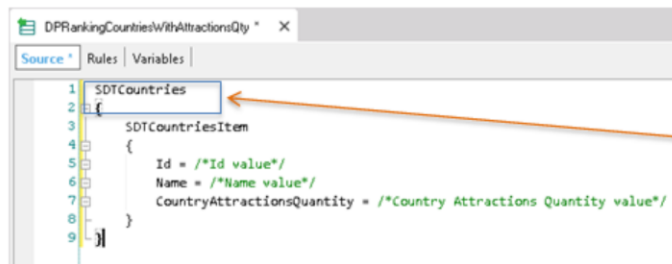 DPRankingCountriesWithAttractionsQty * ✕
Source * Rules Variables
1 SDTCountries
2 {
3 SDTCountriesItem
4 {
5 Id = /*Id value*/
6 Name = /*Name value*/
7 CountryAttractionsQuantity = /*Country Attractions Quantity value*/
8 }
9 }